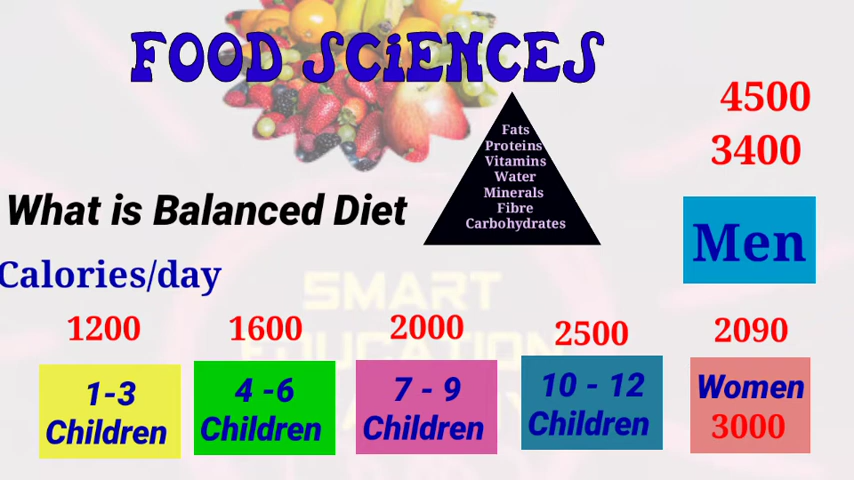 FOOD SCiENCES
4500
3400
Fats
Proteins
Vitamins
Water
Minerals
Fibre
Carbohydrates
What is Balanced Diet
Men
Calories/day
SMART
EDUCATION
1200
1600
2000
2500
2090
1-3
Children
4 -6
Children
7 - 9
Children
10 - 12
Children
Women
3000